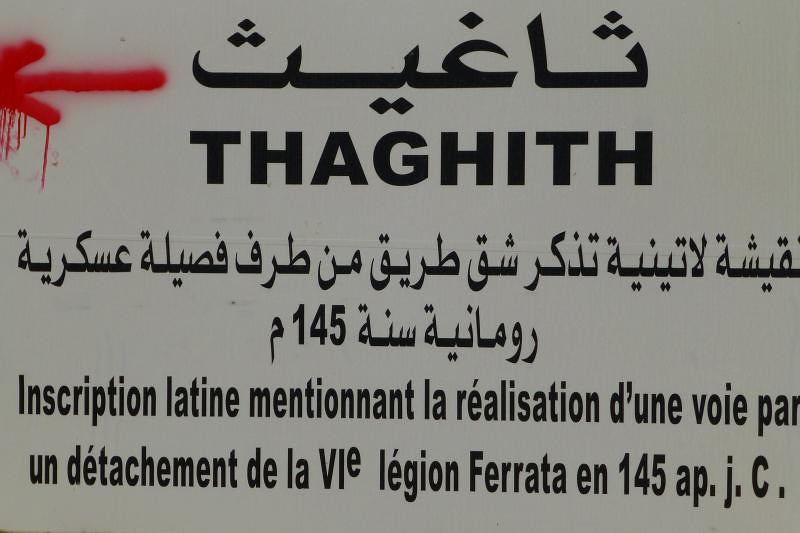 ثاغيث
THAGHITH
نقيشة لاتينية تذكر شق طريق من طرف فصيلة عسكرية
رومانية سنة 145 م
Inscription latine mentionnant la réalisation d'une voie par
un détachement de la VIe légion Ferrata en 145 ap. j. C .